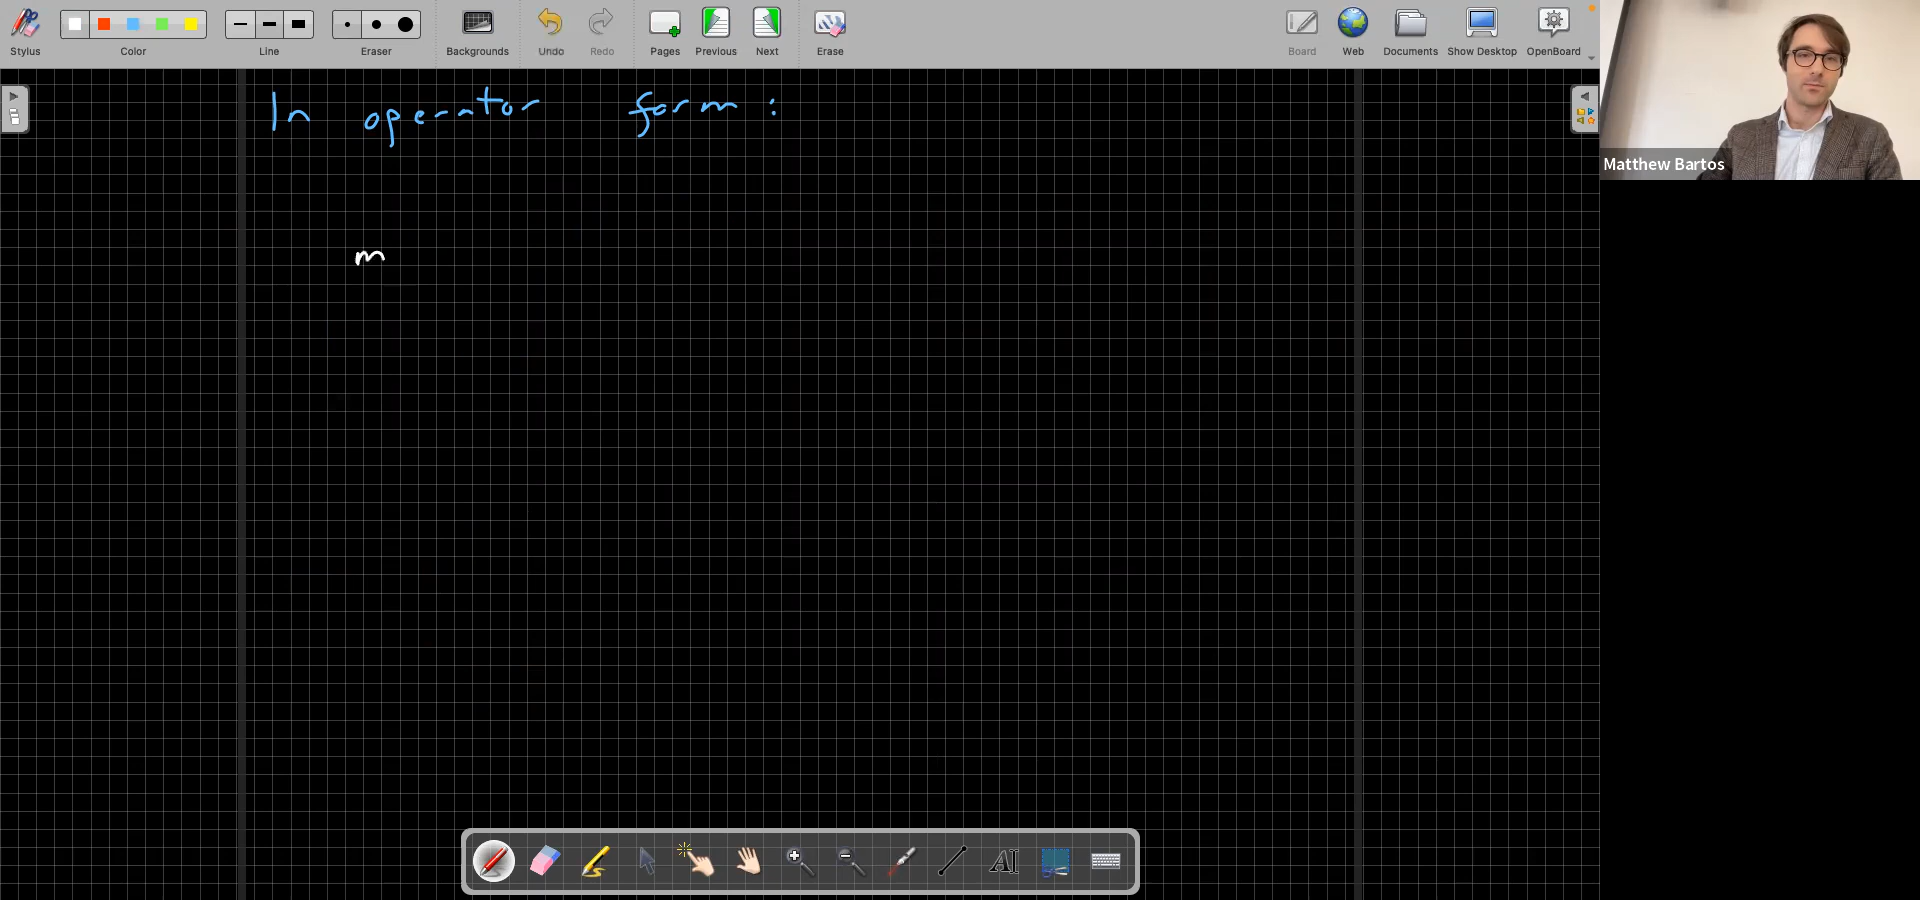 Stylus Color Line Eraser Backgrounds Undo Redo Pages Previous Next Erase Board Web Documents Show Desktop OpenBoard
In operator form :
Matthew Bartos
m
AI